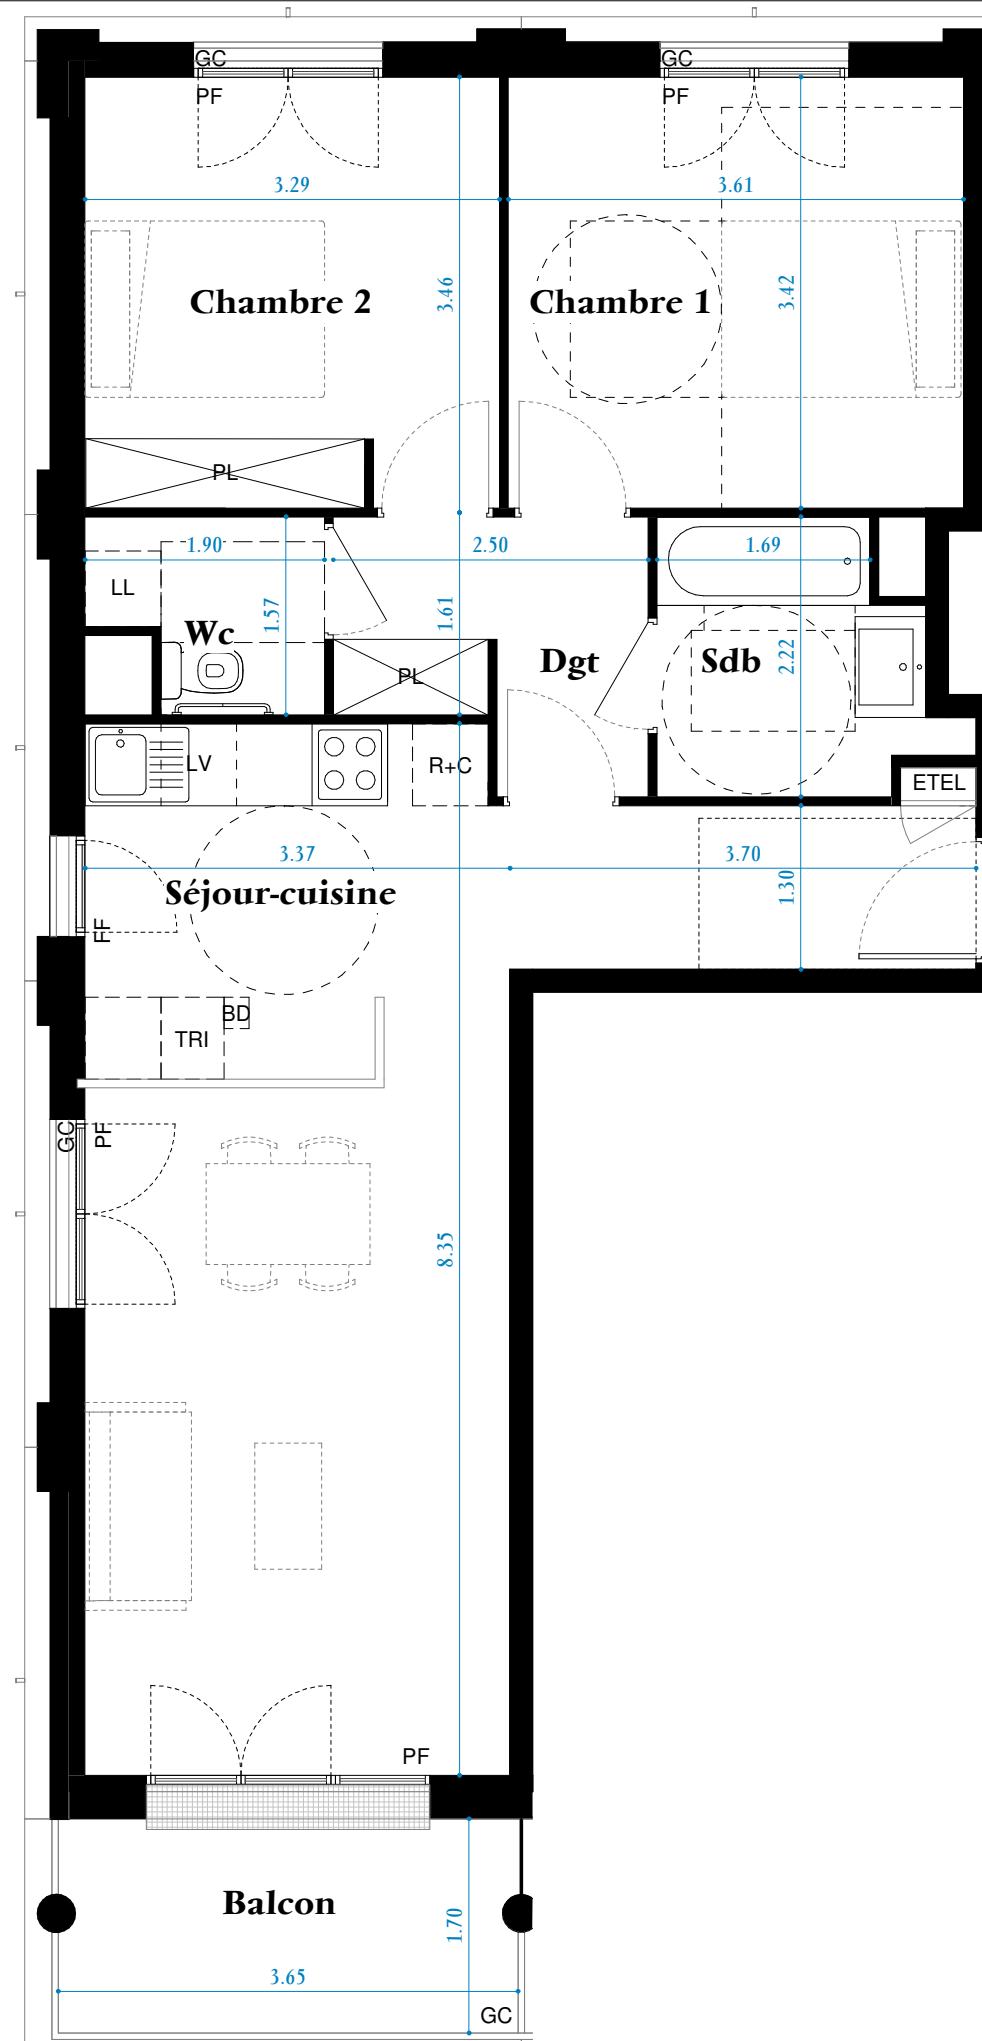 GC
GC
PF
PF
3.29
3.61
Chambre 2
3.46
Chambre 1
3.42
PL
1.90
2.50
1.69
LL
1.57
1.61
Wc
Dgt
Sdb
2.22
PL
LV
R+C
ETEL
3.37
3.70
1.30
Séjour-cuisine
FF
BD
TRI
GC
PF
8.35
PF
Balcon
1.70
3.65
GC